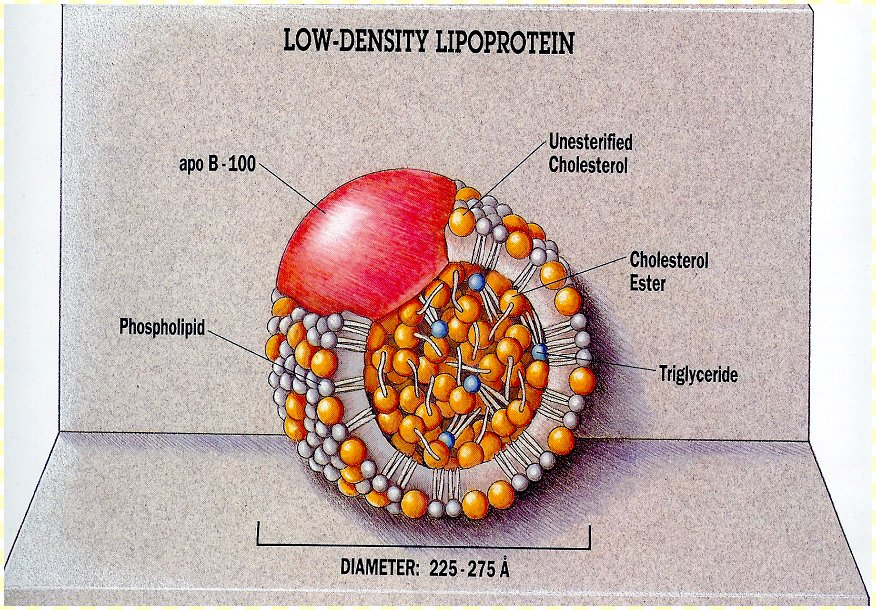 LOW-DENSITY LIPOPROTEIN
apo B-100
Unesterified
Cholesterol
Cholesterol
Ester
Phospholipid
Triglyceride
DIAMETER: 225-275 Å